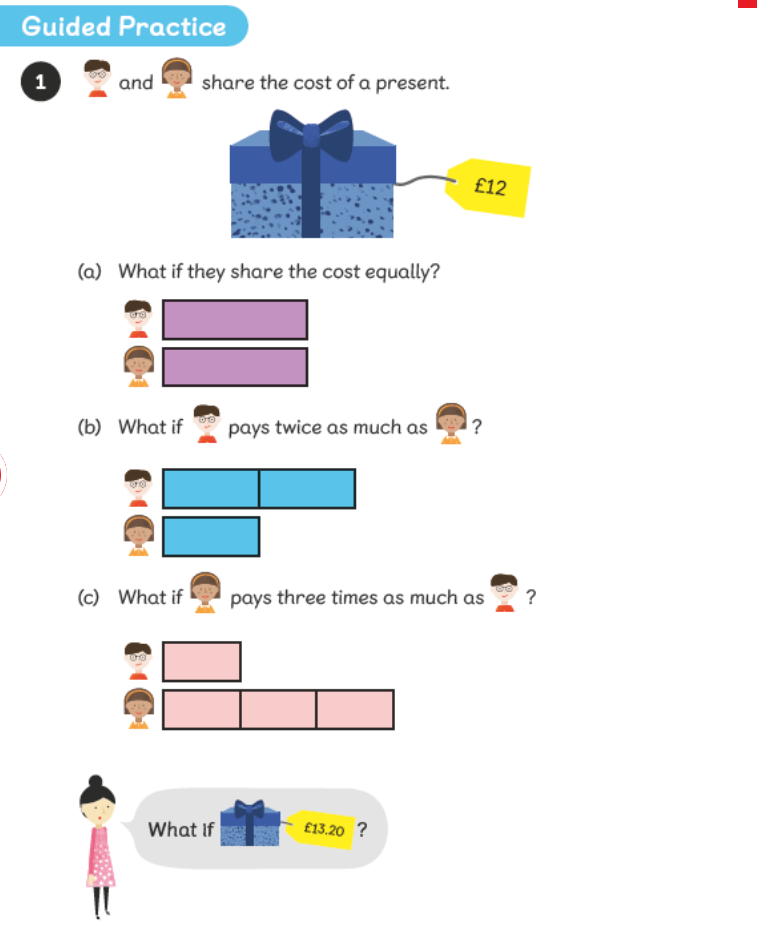 Guided Practice
1 and share the cost of a present.
£12
(a) What if they share the cost equally?
(b) What if pays twice as much as ?
(c) What if pays three times as much as ?
What if £13.20 ?